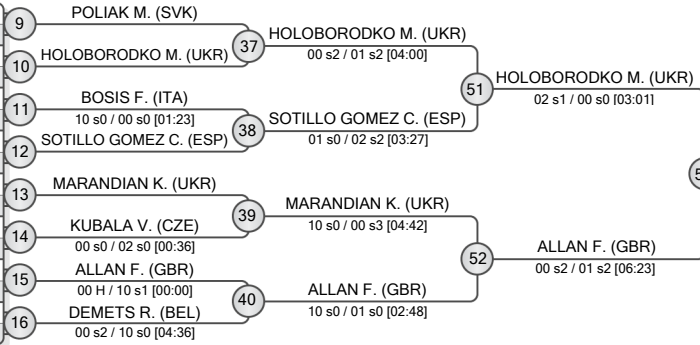 9
POLIAK M. (SVK)
10
HOLOBORODKO M. (UKR)
37
HOLOBORODKO M. (UKR)
00 s2 / 01 s2 [04:00]
11
BOSIS F. (ITA)
10 s0 / 00 s0 [01:23]
12
SOTILLO GOMEZ C. (ESP)
38
SOTILLO GOMEZ C. (ESP)
01 s0 / 02 s2 [03:27]
51
HOLOBORODKO M. (UKR)
02 s1 / 00 s0 [03:01]
13
MARANDIAN K. (UKR)
14
KUBALA V. (CZE)
00 s0 / 02 s0 [00:36]
39
MARANDIAN K. (UKR)
10 s0 / 00 s3 [04:42]
15
ALLAN F. (GBR)
00 H / 10 s1 [00:00]
16
DEMETS R. (BEL)
00 s2 / 10 s0 [04:36]
40
ALLAN F. (GBR)
10 s0 / 01 s0 [02:48]
52
ALLAN F. (GBR)
00 s2 / 01 s2 [06:23]